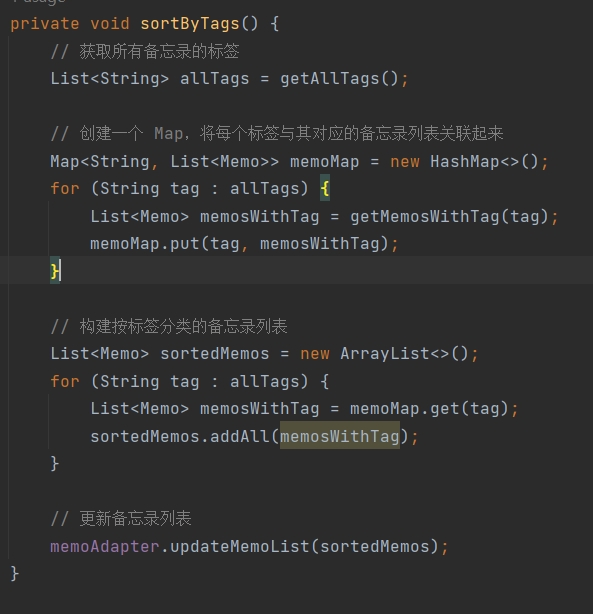 private void sortByTags() {
// 获取所有备忘录的标签
List<String> allTags = getAllTags();
// 创建一个 Map，将每个标签与其对应的备忘录列表关联起来
Map<String, List<Memo>> memoMap = new HashMap<>();
for (String tag : allTags) {
List<Memo> memosWithTag = getMemosWithTag(tag);
memoMap.put(tag, memosWithTag);
}
// 构建按标签分类的备忘录列表
List<Memo> sortedMemos = new ArrayList<>();
for (String tag : allTags) {
List<Memo> memosWithTag = memoMap.get(tag);
sortedMemos.addAll(memosWithTag);
}
// 更新备忘录列表
memoAdapter.updateMemoList(sortedMemos);
}